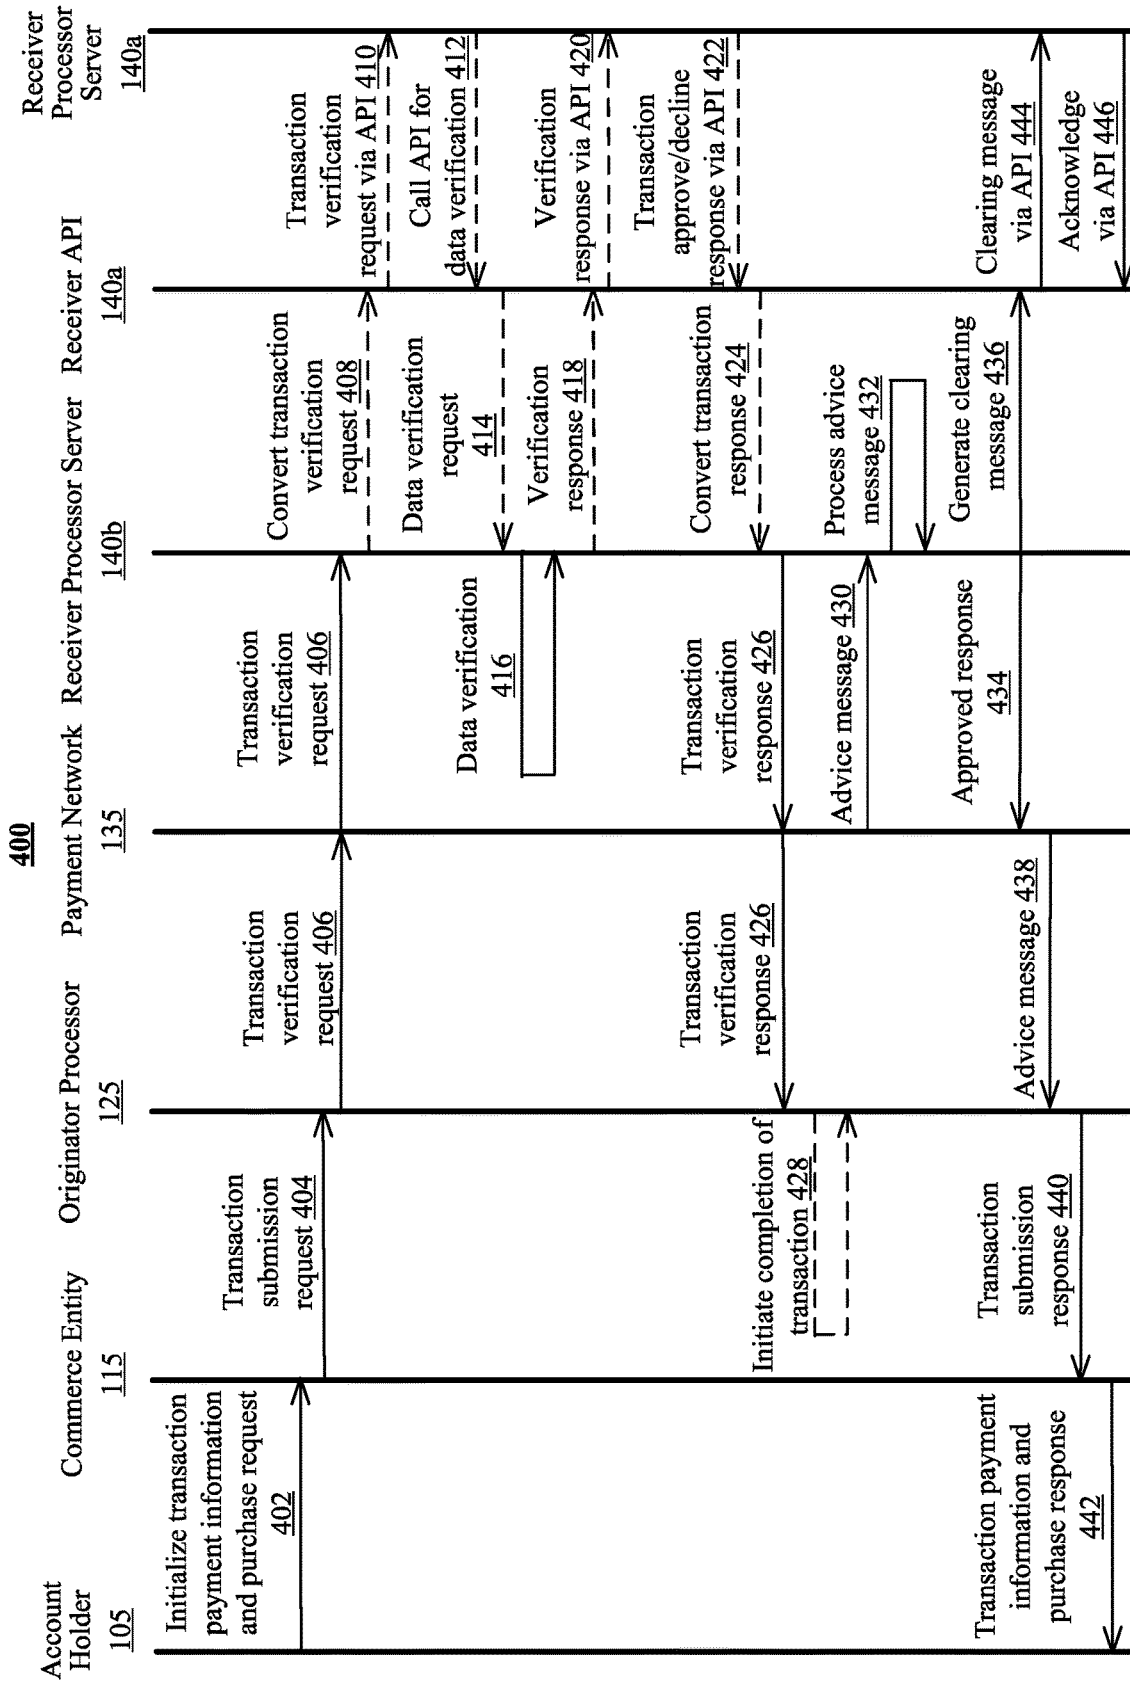 400
Account
Holder
105
Commerce Entity
115
Originator Processor
125
Payment Network
135
Receiver Processor Server
140b
Receiver API
140a
Receiver
Processor
Server
140a
Initialize transaction
payment information
and purchase request
402
Transaction
submission
request 404
Transaction
verification
request 406
Transaction
verification
request 406
Convert transaction
verification
request 408
Transaction
verification
request via API 410
Call API for
data verification 412
Data verification
request
414
Data verification
416
Verification
response 418
Verification
response via API 420
Transaction
approve/decline
response via API 422
Convert transaction
response 424
Transaction
verification
response 426
Transaction
verification
response 426
Initiate completion of
transaction 428
Advice message 430
Process advice
message 432
Approved response
434
Generate clearing
message 436
Advice message 438
Transaction
submission
response 440
Transaction payment
information and
purchase response
442
Clearing message
via API 444
Acknowledge
via API 446